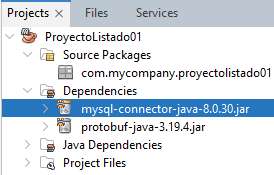 Projects
Files
Services
ProyectoListado01
Source Packages
com.mycompany.proyectolistado01
Dependencies
mysql-connector-java-8.0.30.jar
protobuf-java-3.19.4.jar
Java Dependencies
Project Files